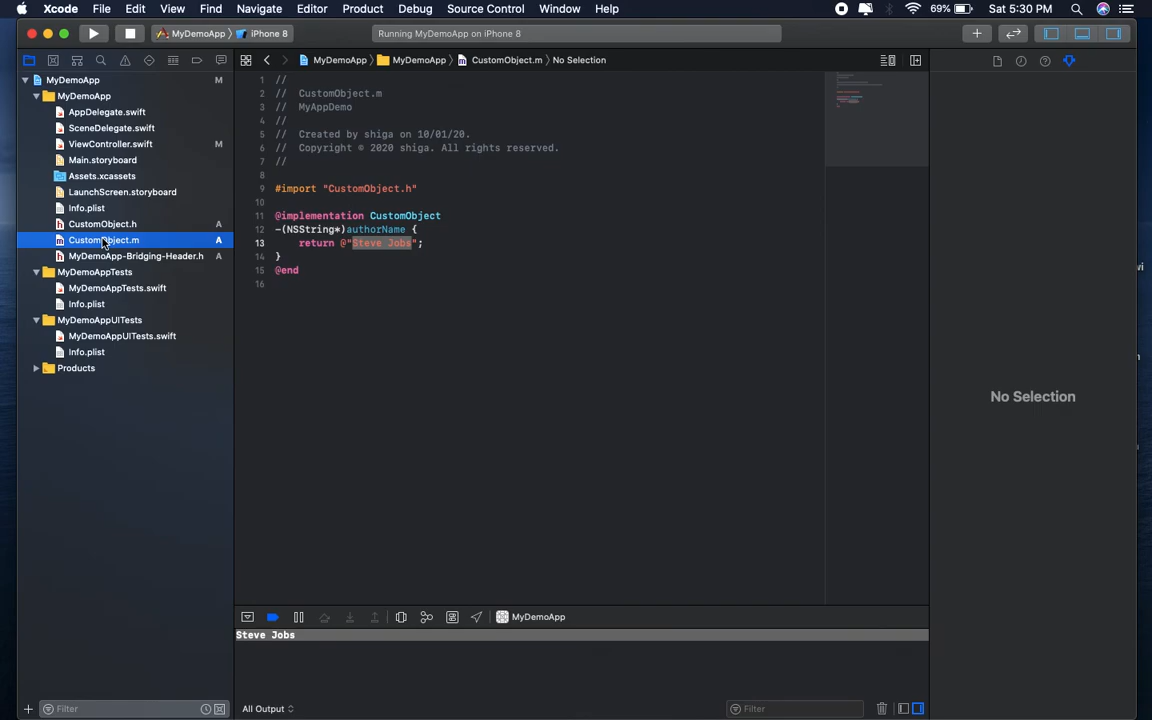 Xcode File Edit View Find Navigate Editor Product Debug Source Control Window Help 69% Sat 5:30 PM
MyDemoApp iPhone 8 Running MyDemoApp on iPhone 8
MyDemoApp MyDemoApp CustomObject.m No Selection
MyDemoApp M
MyDemoApp
AppDelegate.swift
SceneDelegate.swift
ViewController.swift M
Main.storyboard
Assets.xcassets
LaunchScreen.storyboard
Info.plist
CustomObject.h A
CustomObject.m A
MyDemoApp-Bridging-Header.h A
MyDemoAppTests
MyDemoAppTests.swift
Info.plist
MyDemoAppUITests
MyDemoAppUITests.swift
Info.plist
Products
1 //
2 // CustomObject.m
3 // MyAppDemo
4 //
5 // Created by shiga on 10/01/20.
6 // Copyright © 2020 shiga. All rights reserved.
7 //
8
9 #import "CustomObject.h"
10
11 @implementation CustomObject
12 -(NSString*)authorName {
13 return @"Steve Jobs";
14 }
15 @end
16
No Selection
MyDemoApp
Steve Jobs
Filter
All Output
Filter